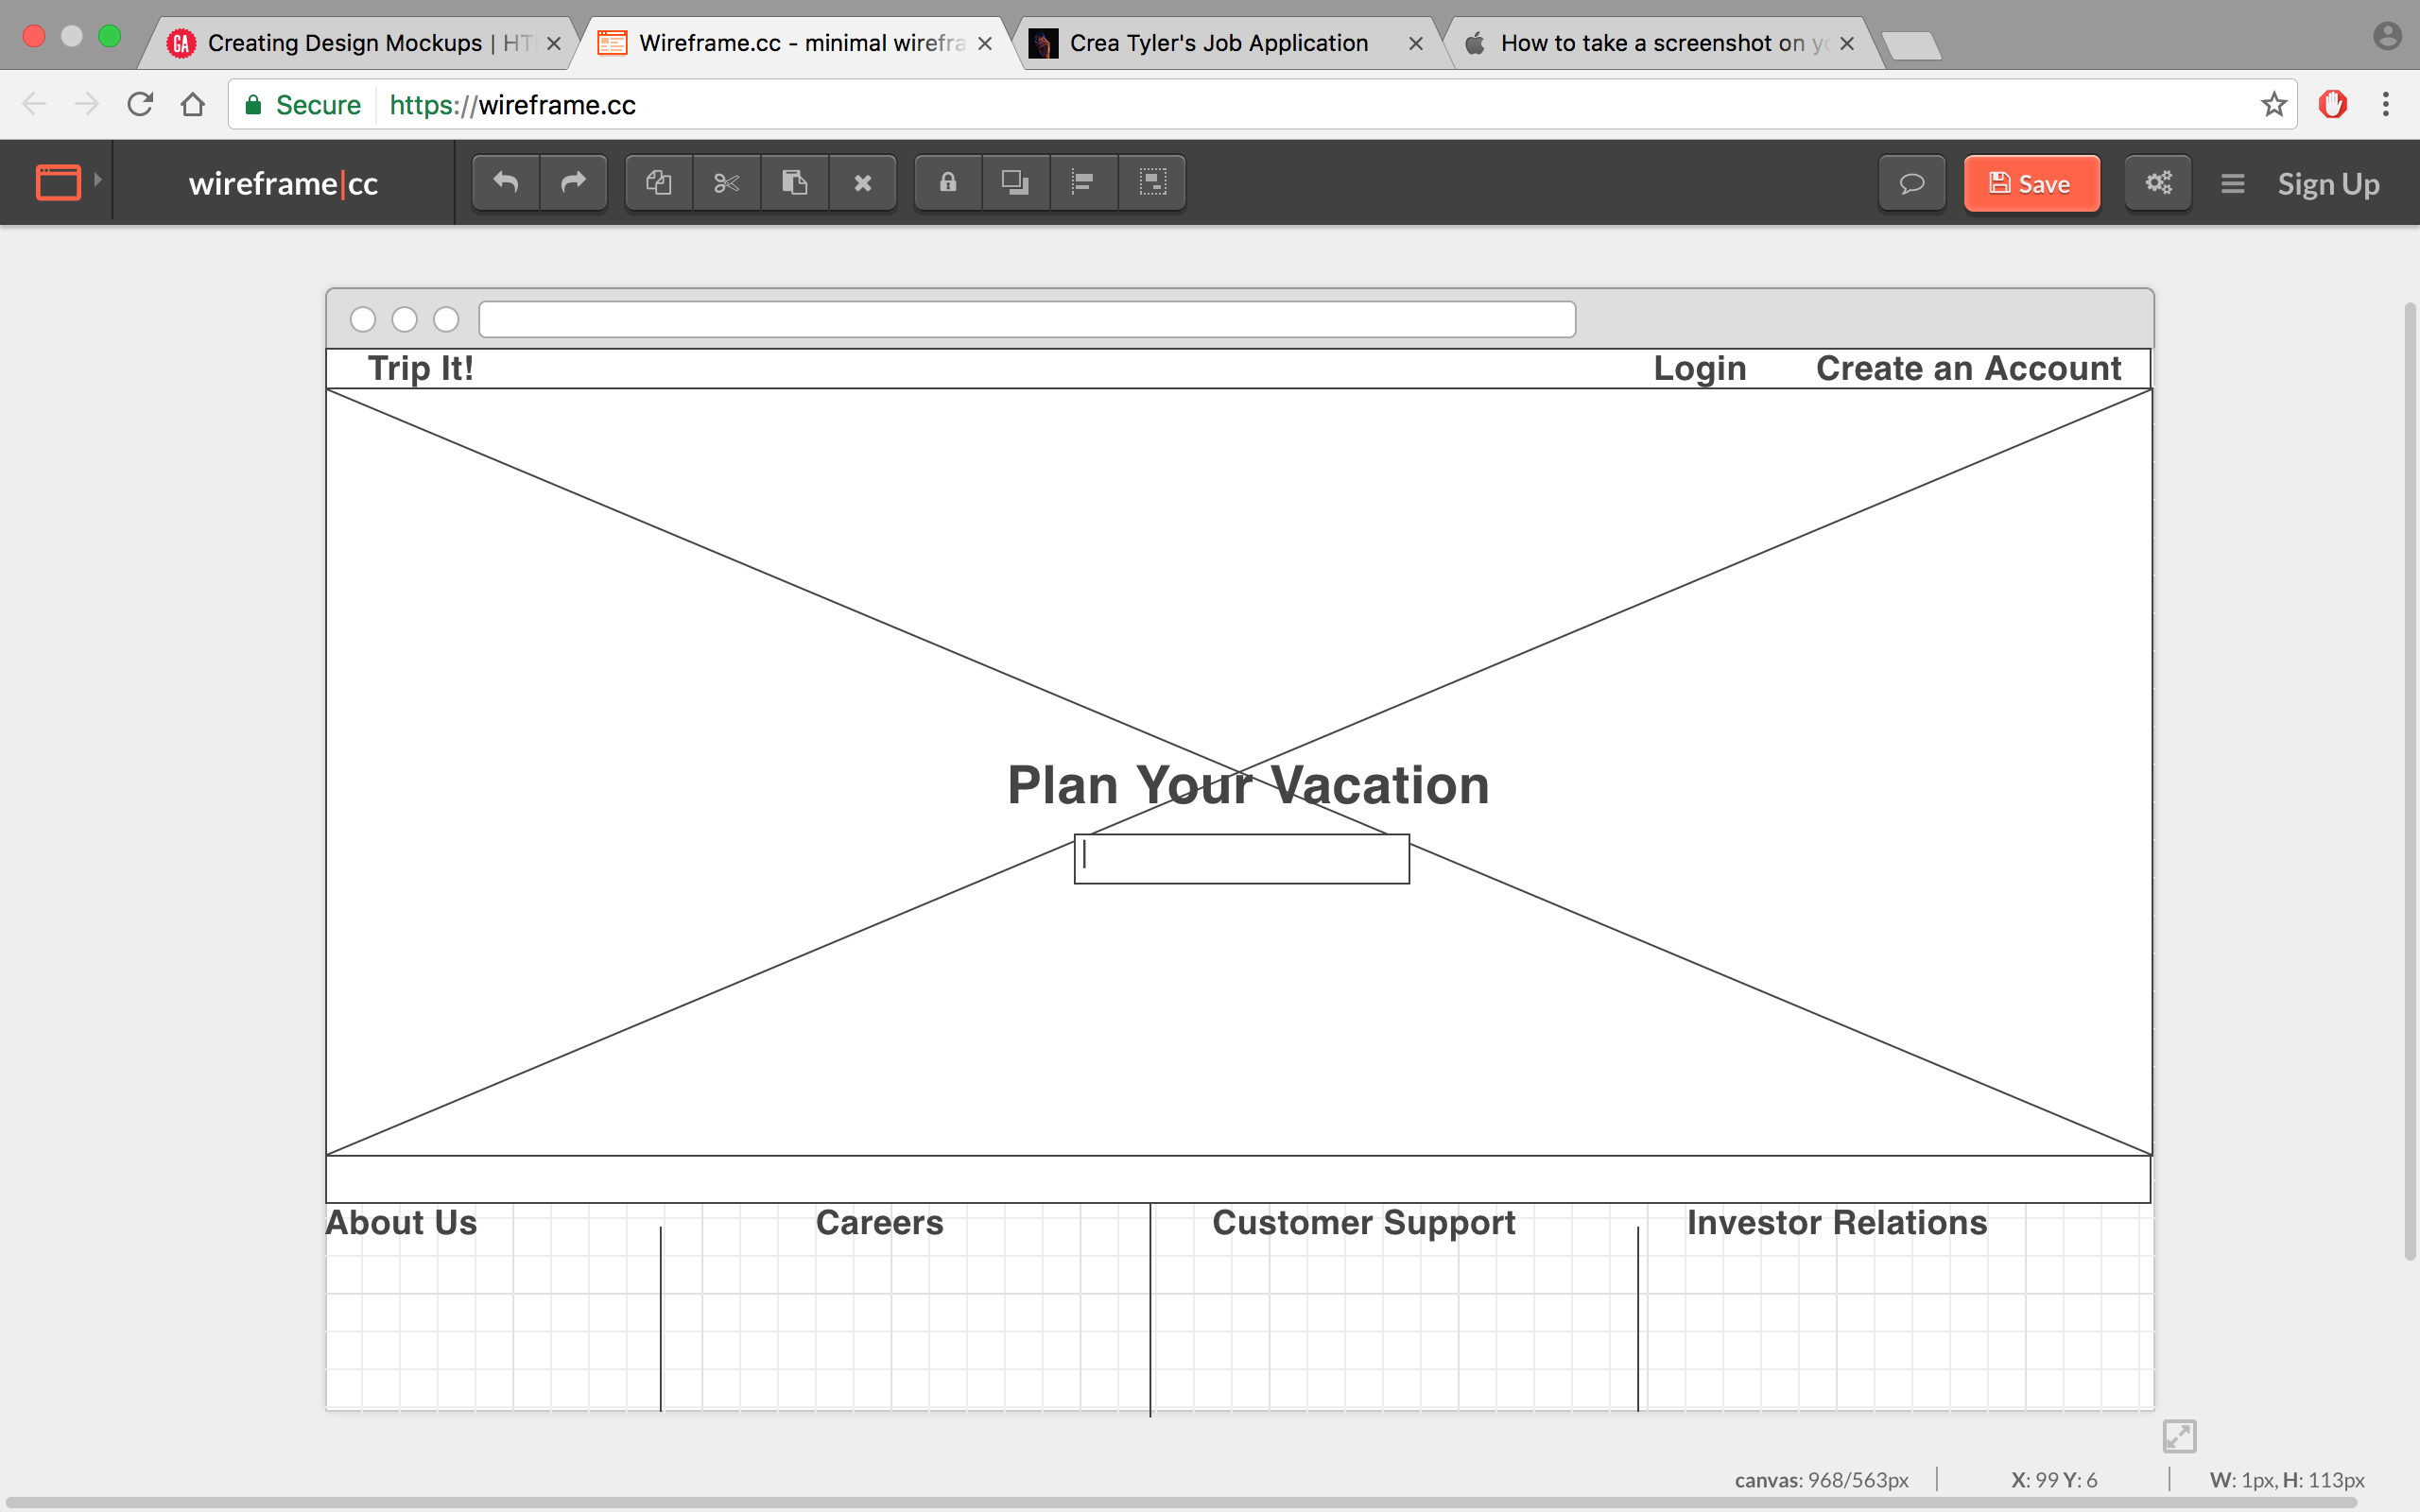 Creating Design Mockups | HT
Wireframe.cc - minimal wirefra
Crea Tyler's Job Application
How to take a screenshot on yo
Secure https://wireframe.cc
wireframe|cc
Save
Sign Up
Trip It!
Login
Create an Account
Plan Your Vacation
About Us
Careers
Customer Support
Investor Relations
canvas: 968/563px
X: 99 Y: 6
W: 1px, H: 113px